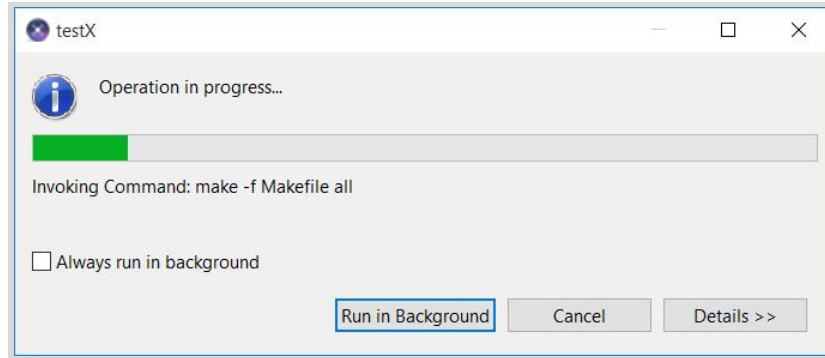 testX
Operation in progress...
Invoking Command: make -f Makefile all
Always run in background
Run in Background Cancel Details >>